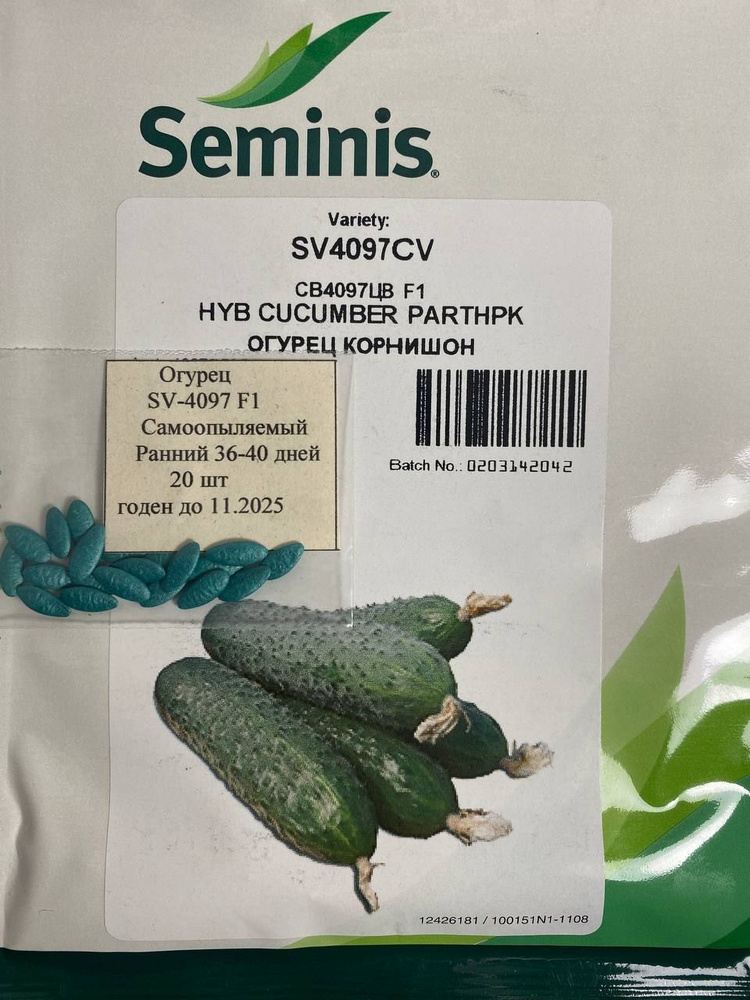 Seminis®
Variety:
SV4097CV
СВ4097ЦВ F1
HYB CUCUMBER PARTHPK
ОГУРЕЦ КОРНИШОН
Огурец
SV-4097 F1
Самоопыляемый
Ранний 36-40 дней
20 шт
годен до 11.2025
Batch No.: 0203142042
12426181 / 100151N1-1108